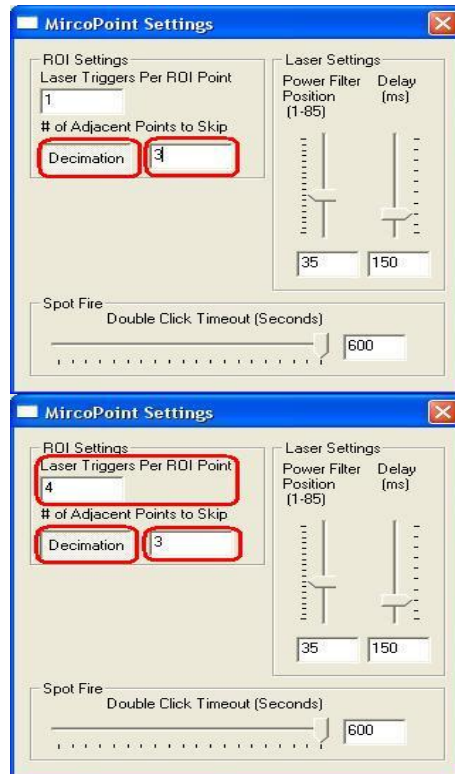 MircoPoint Settings
ROI Settings
Laser Triggers Per ROI Point
1
# of Adjacent Points to Skip
Decimation
3
Laser Settings
Power Filter Position (1-85)
Delay (ms)
35
150
Spot Fire
Double Click Timeout (Seconds)
600
MircoPoint Settings
ROI Settings
Laser Triggers Per ROI Point
4
# of Adjacent Points to Skip
Decimation
3
Laser Settings
Power Filter Position (1-85)
Delay (ms)
35
150
Spot Fire
Double Click Timeout (Seconds)
600